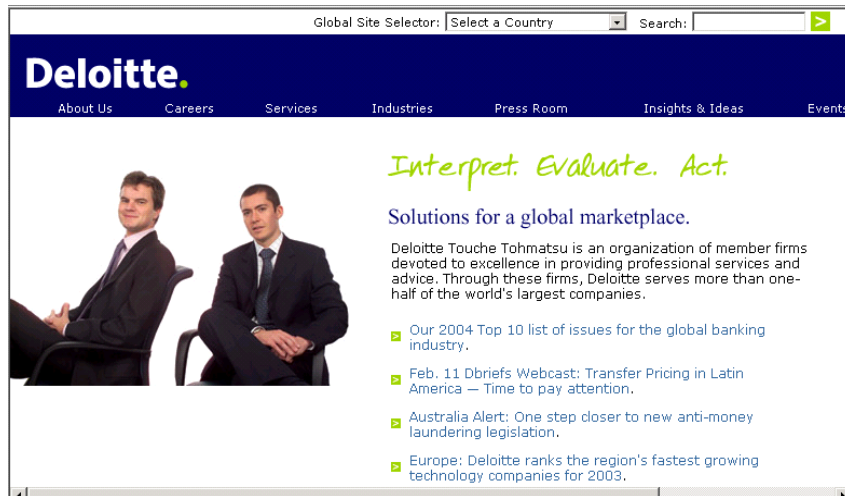 Global Site Selector: Select a Country Search:
Deloitte.
About Us Careers Services Industries Press Room Insights & Ideas Events
Interpret. Evaluate. Act.
Solutions for a global marketplace.
Deloitte Touche Tohmatsu is an organization of member firms
devoted to excellence in providing professional services and
advice. Through these firms, Deloitte serves more than one-
half of the world's largest companies.
Our 2004 Top 10 list of issues for the global banking
industry.
Feb. 11 Dbriefs Webcast: Transfer Pricing in Latin
America — Time to pay attention.
Australia Alert: One step closer to new anti-money
laundering legislation.
Europe: Deloitte ranks the region's fastest growing
technology companies for 2003.